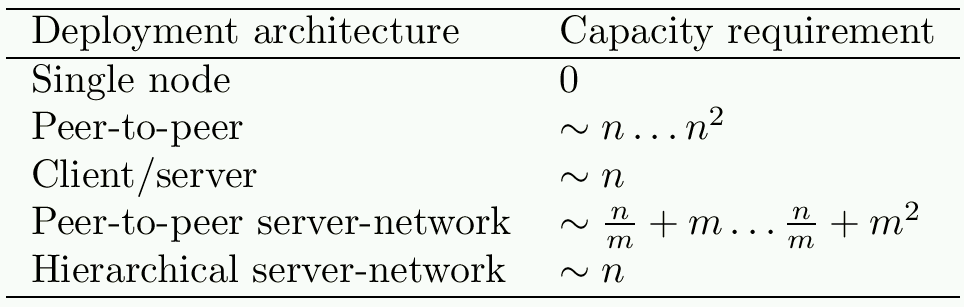 Deployment architecture Capacity requirement
Single node 0
Peer-to-peer ∼ n … n²
Client/server ∼ n
Peer-to-peer server-network ∼ n/m + m … n/m + m²
Hierarchical server-network ∼ n